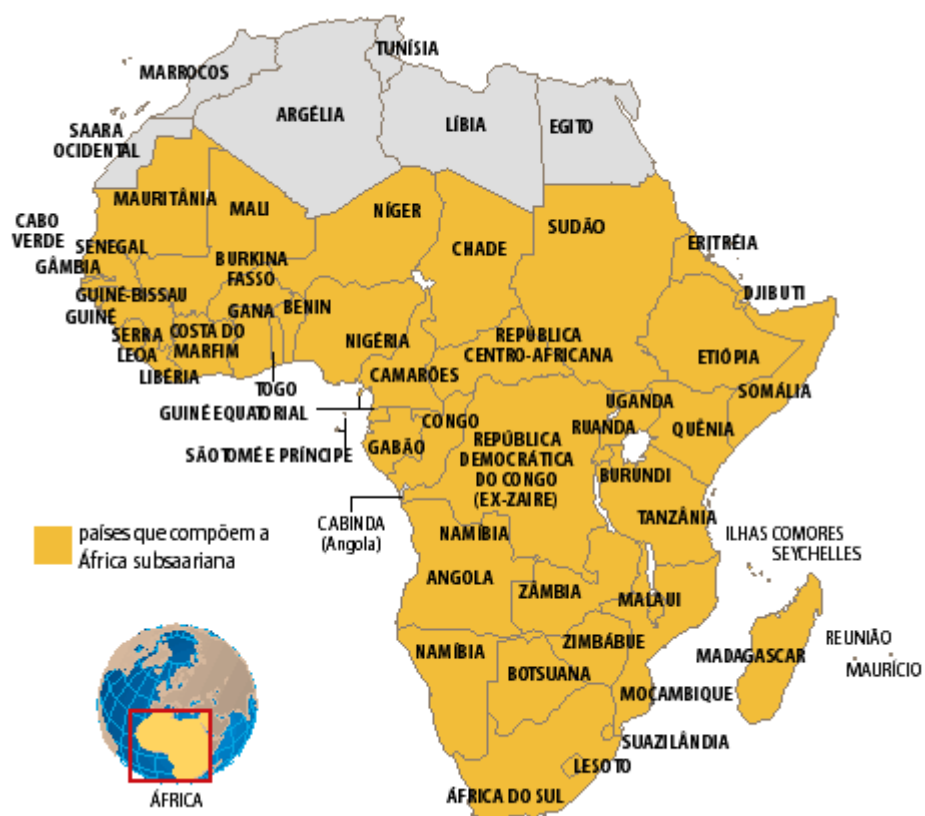 TUNÍSIA
MARROCOS
ARGÉLIA
LÍBIA
EGITO
SAARA
OCIDENTAL
MAURITÂNIA
MALI
NÍGER
CHADE
SUDÃO
CABO
VERDE
SENEGAL
GÂMBIA
BURKINA
FASSO
ERITRÉIA
DJIBUTI
GUINÉ-BISSAU
GUINÉ
GANA
BENIN
SERRA
LEOA
COSTA DO
MARFIM
NIGÉRIA
REPÚBLICA
CENTRO-AFRICANA
ETIÓPIA
LIBÉRIA
TOGO
CAMARÕES
SOMÁLIA
GUINÉ EQUATORIAL
UGANDA
CONGO
RUANDA
QUÊNIA
GABÃO
REPÚBLICA
DEMOCRÁTICA
DO CONGO
(EX-ZAIRE)
SÃO TOMÉ E PRÍNCIPE
BURUNDI
CABINDA
(Angola)
TANZÂNIA
NAMÍBIA
ILHAS COMORES
SEYCHELLES
países que compõem a
África subsaariana
ANGOLA
ZÂMBIA
MALAUI
NAMÍBIA
ZIMBÁBUE
MADAGASCAR
REUNIÃO
MAURÍCIO
BOTSUANA
MOÇAMBIQUE
SUAZILÂNDIA
LESOTO
ÁFRICA DO SUL
ÁFRICA